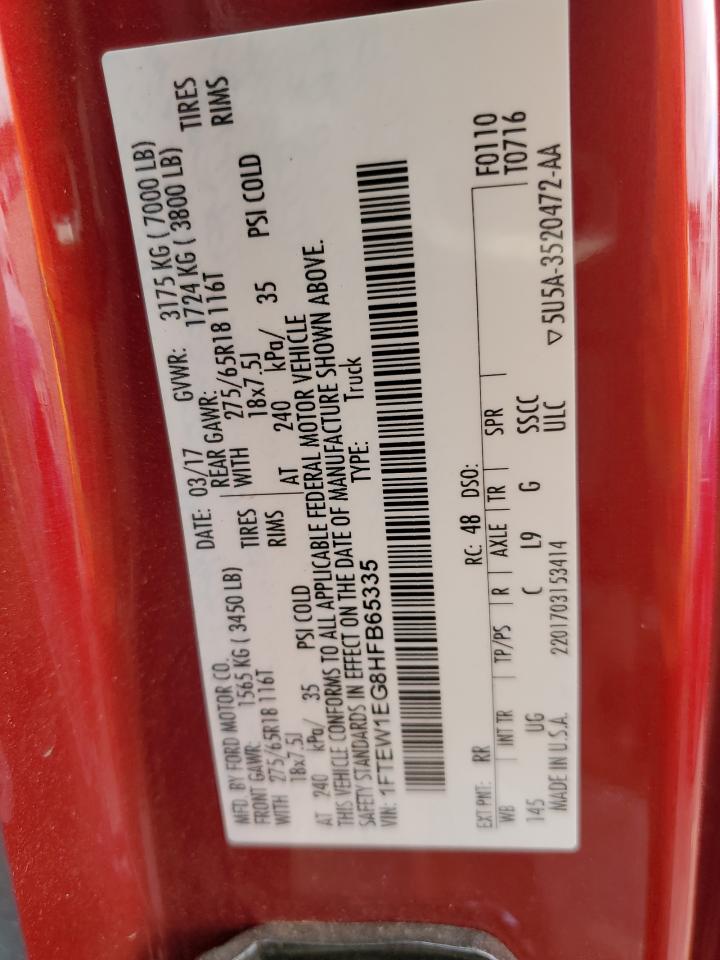 MFD. BY FORD MOTOR CO.
DATE: 03/17 GVWR: 3175 KG ( 7000 LB)
FRONT GAWR: 1565 KG ( 3450 LB) REAR GAWR: 1724 KG ( 3800 LB)
WITH 275/65R18 116T TIRES WITH 275/65R18 116T TIRES
18x7.5J RIMS 18x7.5J RIMS
AT 240 kPa/ 35 PSI COLD AT 240 kPa/ 35 PSI COLD
THIS VEHICLE CONFORMS TO ALL APPLICABLE FEDERAL MOTOR VEHICLE
SAFETY STANDARDS IN EFFECT ON THE DATE OF MANUFACTURE SHOWN ABOVE.
VIN: 1FTEW1EG8HFB65335 TYPE: Truck
F0110
EXT PNT: RR RC: 48 DSO: T0716
WB INT TR TP/PS R AXLE TR SPR
145 UG C L9 G SSCC
ULC
MADE IN U.S.A. 2201703153414 ▽ 5U5A-3520472-AA